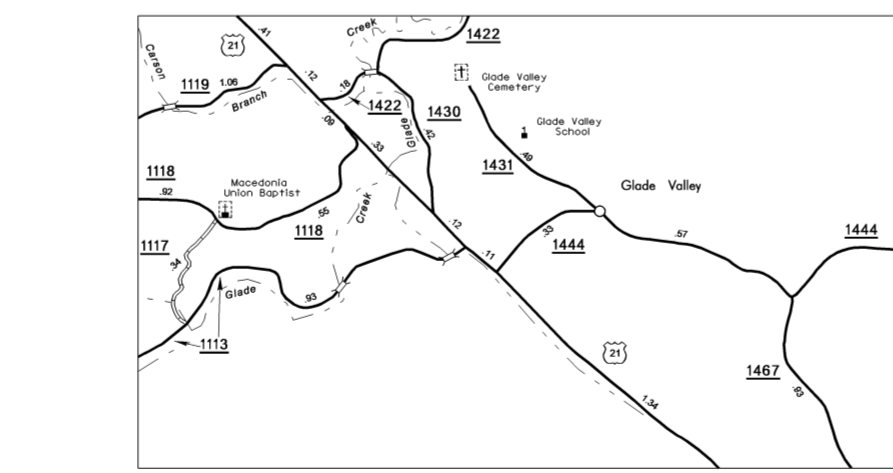 .41
21
Creek
1422
Carson
.12
1119
1.06
.18
Glade Valley
Cemetery
Branch
1422
1430
.09
Glade
.42
Glade Valley
School
.33
.49
1431
1118
.92
Macedonia
Union Baptist
Glade Valley
.55
Creek
1118
.12
.33
1444
.57
1444
1117
.34
.11
Glade
.93
1113
21
1467
.93
1.34